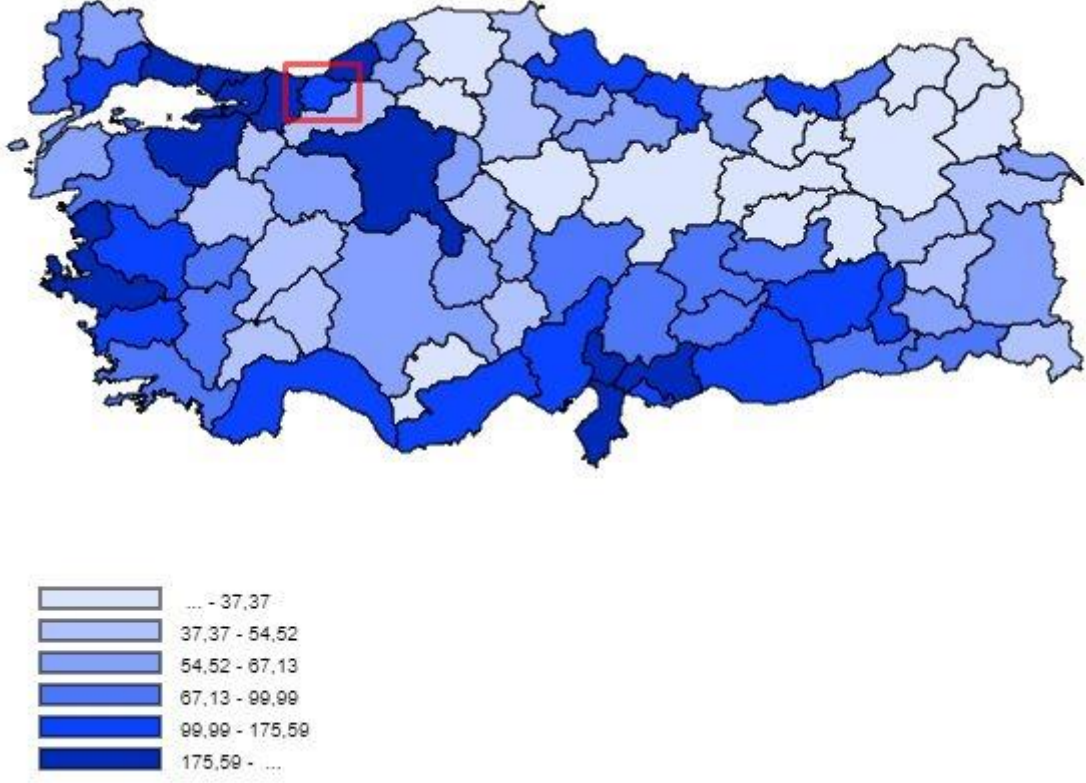 ... - 37,37
37,37 - 54,52
54,52 - 67,13
67,13 - 99,99
99,99 - 175,59
175,59 - ...